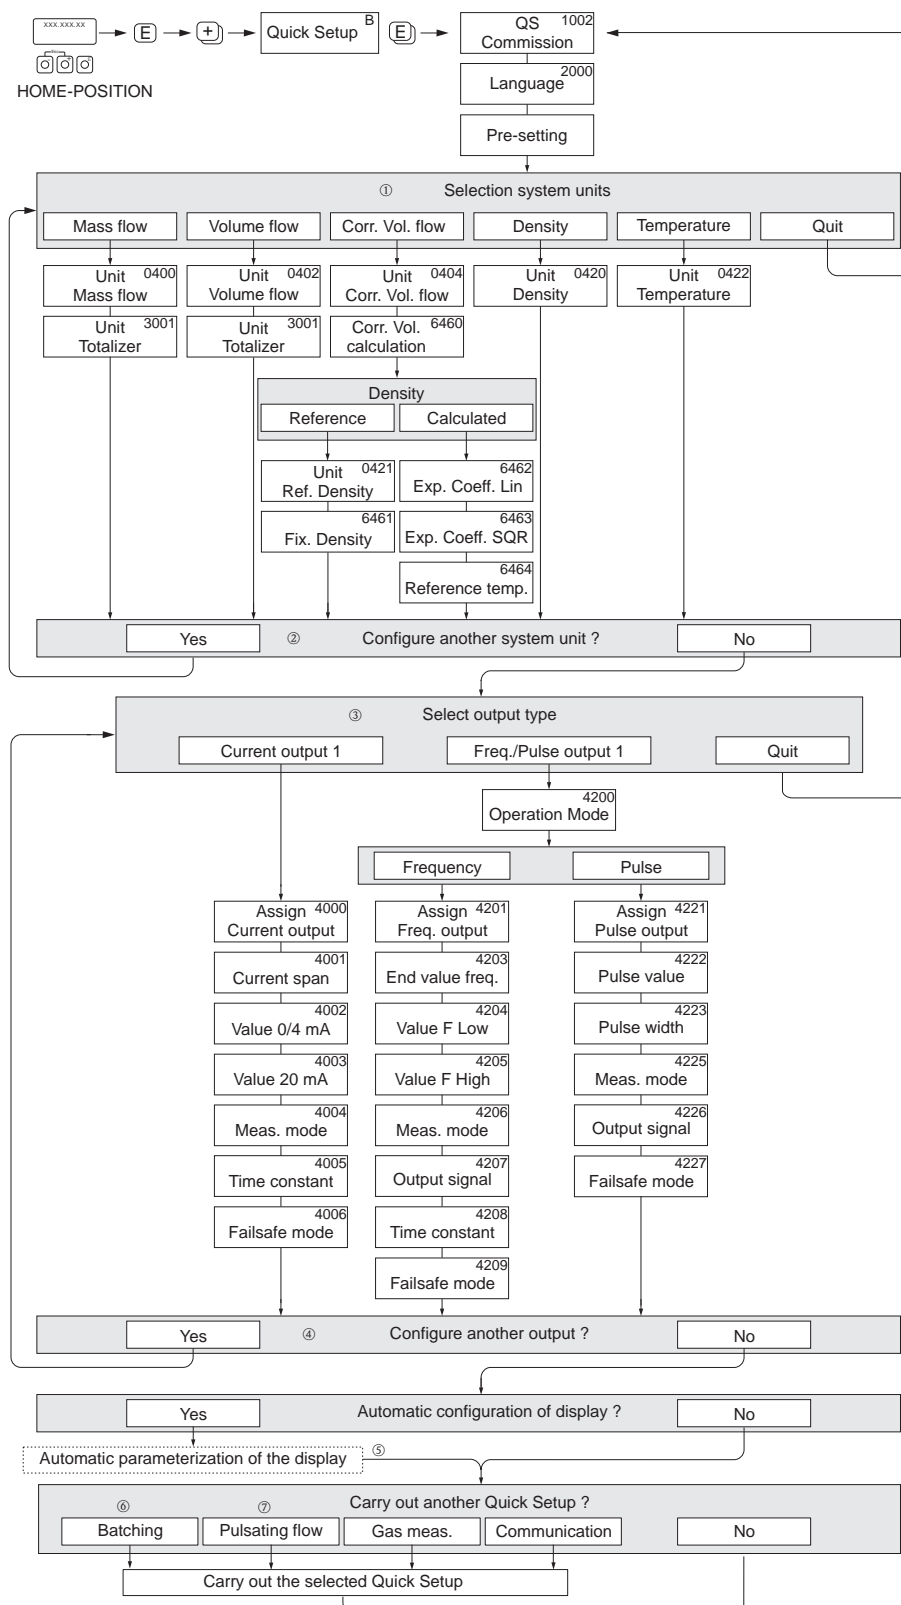 xxx.xxx.xx
E
+
Quick Setup B
E
QS 1002
Commission
Esc
- + E
HOME-POSITION
Language 2000
Pre-setting
① Selection system units
Mass flow Volume flow Corr. Vol. flow Density Temperature Quit
Unit 0400
Mass flow
Unit 0402
Volume flow
Unit 0404
Corr. Vol. flow
Unit 0420
Density
Unit 0422
Temperature
Unit 3001
Totalizer
Unit 3001
Totalizer
Corr. Vol. 6460
calculation
Density
Reference Calculated
Unit 0421
Ref. Density
6462
Exp. Coeff. Lin
6461
Fix. Density
6463
Exp. Coeff. SQR
6464
Reference temp.
Yes ② Configure another system unit ? No
③ Select output type
Current output 1 Freq./Pulse output 1 Quit
4200
Operation Mode
Frequency Pulse
Assign 4000
Current output
Assign 4201
Freq. output
Assign 4221
Pulse output
4001
Current span
4203
End value freq.
4222
Pulse value
4002
Value 0/4 mA
4204
Value F Low
4223
Pulse width
4003
Value 20 mA
4205
Value F High
4225
Meas. mode
4004
Meas. mode
4206
Meas. mode
4226
Output signal
4005
Time constant
4207
Output signal
4227
Failsafe mode
4006
Failsafe mode
4208
Time constant
4209
Failsafe mode
Yes ④ Configure another output ? No
Yes Automatic configuration of display ? No
Automatic parameterization of the display ⑤
Carry out another Quick Setup ?
⑥ ⑦
Batching Pulsating flow Gas meas. Communication No
Carry out the selected Quick Setup